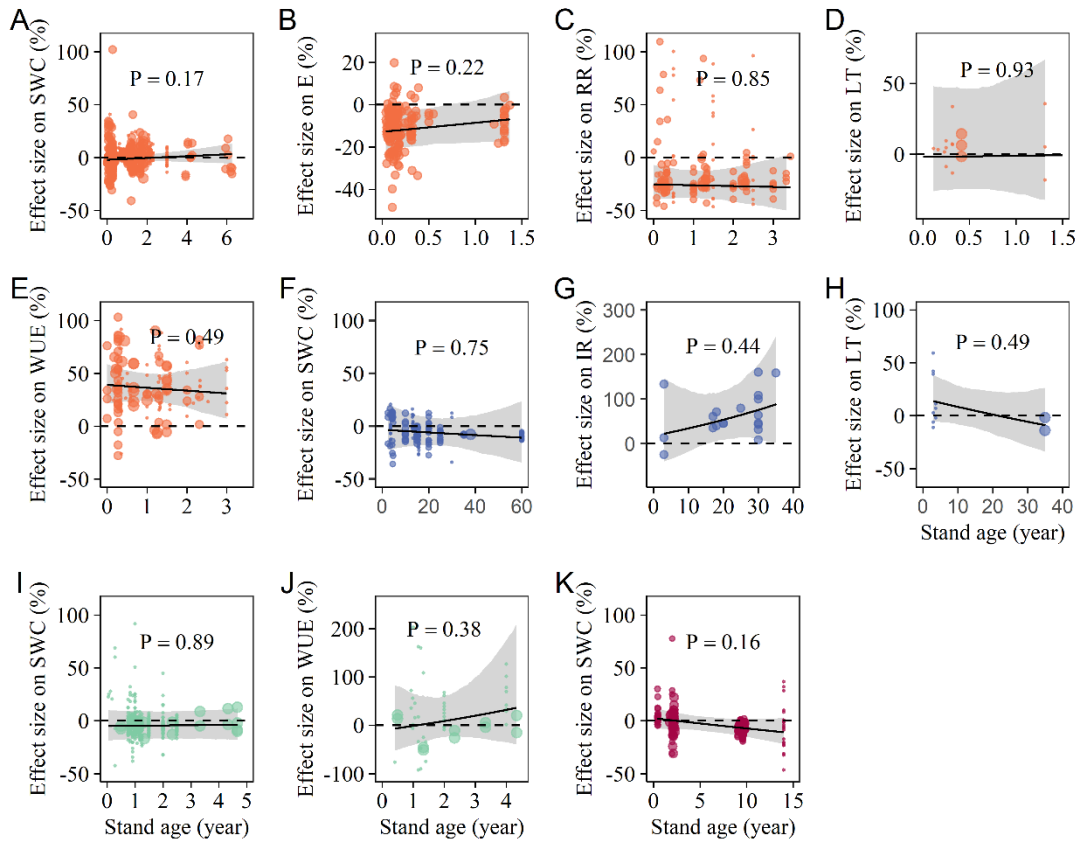 A
Effect size on SWC (%)
P = 0.17
100
50
0
-50
0 2 4 6
B
Effect size on E (%)
P = 0.22
20
0
-20
-40
0.0 0.5 1.0 1.5
C
Effect size on RR (%)
P = 0.85
100
50
0
-50
0 1 2 3
D
Effect size on LT (%)
P = 0.93
100
50
0
-50
0.0 0.5 1.0 1.5
E
Effect size on WUE (%)
P = 0.49
100
50
0
-50
0 1 2 3
F
Effect size on SWC (%)
P = 0.75
100
50
0
-50
0 20 40 60
G
Effect size on IR (%)
P = 0.44
300
200
100
0
0 10 20 30 40
H
Effect size on LT (%)
P = 0.49
100
50
0
-50
0 10 20 30 40
Stand age (year)
I
Effect size on SWC (%)
P = 0.89
100
50
0
-50
0 1 2 3 4 5
Stand age (year)
J
Effect size on WUE (%)
P = 0.38
200
100
0
-100
0 1 2 3 4
Stand age (year)
K
Effect size on SWC (%)
P = 0.16
100
50
0
-50
0 5 10 15
Stand age (year)